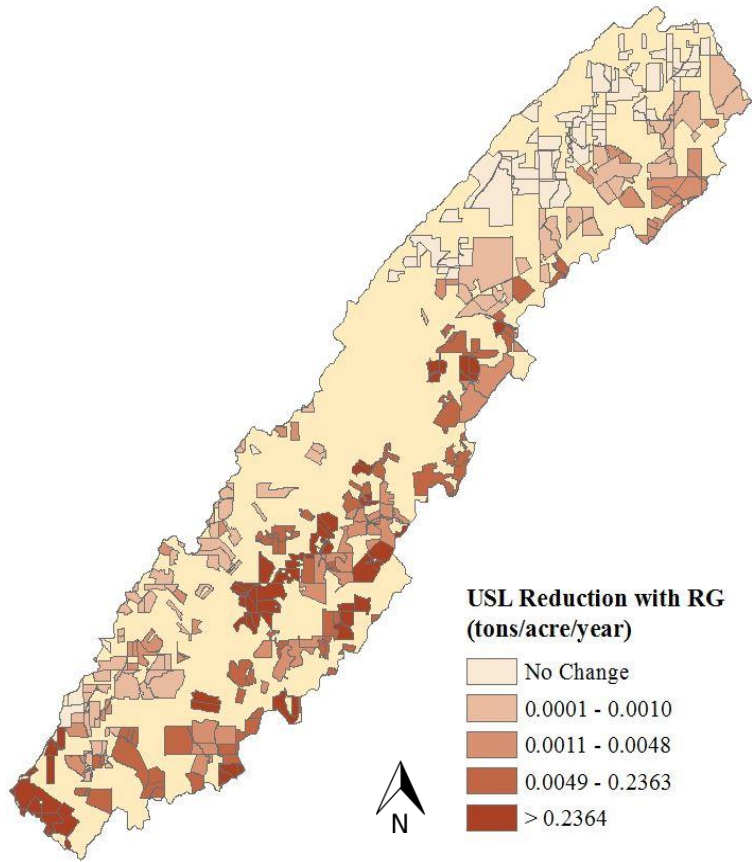 USL Reduction with RG
(tons/acre/year)
No Change
0.0001 - 0.0010
0.0011 - 0.0048
0.0049 - 0.2363
> 0.2364
N